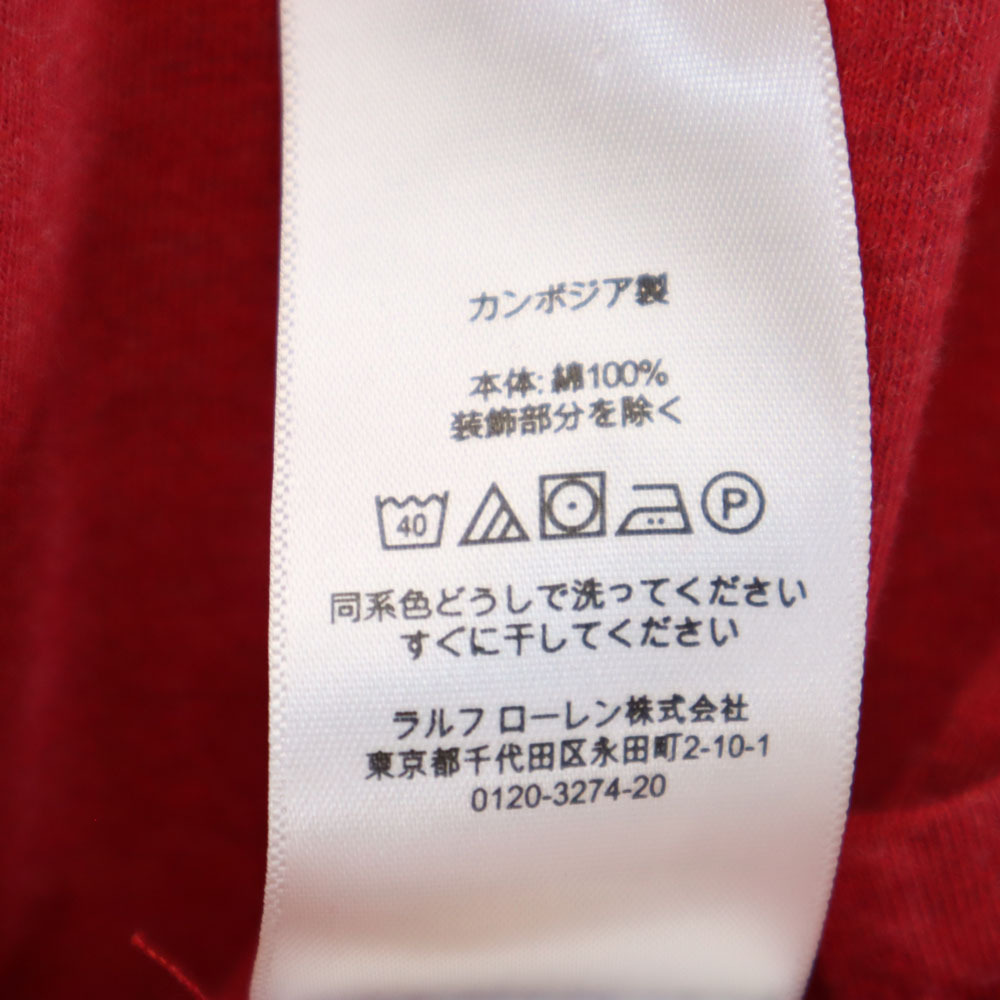 カンボジア製
本体: 綿100%
装飾部分を除く
40 P
同系色どうしで洗ってください
すぐに干してください
ラルフ ローレン株式会社
東京都千代田区永田町2-10-1
0120-3274-20